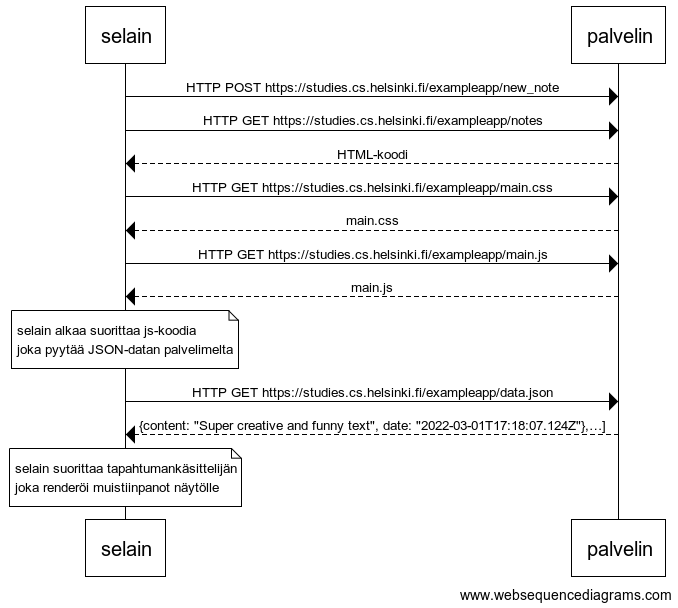 selain
palvelin
HTTP POST https://studies.cs.helsinki.fi/exampleapp/new_note
HTTP GET https://studies.cs.helsinki.fi/exampleapp/notes
HTML-koodi
HTTP GET https://studies.cs.helsinki.fi/exampleapp/main.css
main.css
HTTP GET https://studies.cs.helsinki.fi/exampleapp/main.js
main.js
selain alkaa suorittaa js-koodia
joka pyytää JSON-datan palvelimelta
HTTP GET https://studies.cs.helsinki.fi/exampleapp/data.json
{content: "Super creative and funny text", date: "2022-03-01T17:18:07.124Z"},…]
selain suorittaa tapahtumankäsittelijän
joka renderöi muistiinpanot näytölle
selain
palvelin
www.websequencediagrams.com